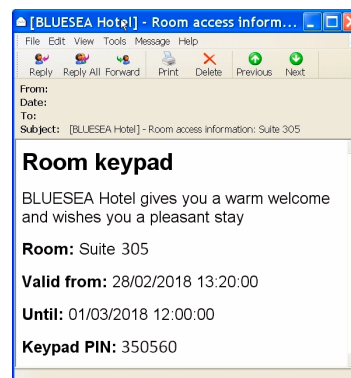 [BLUESEA Hotel] - Room access inform...
File Edit View Tools Message Help
Reply Reply All Forward Print Delete Previous Next
From:
Date:
To:
Subject: [BLUESEA Hotel] - Room access information: Suite 305
Room keypad
BLUESEA Hotel gives you a warm welcome
and wishes you a pleasant stay
Room: Suite 305
Valid from: 28/02/2018 13:20:00
Until: 01/03/2018 12:00:00
Keypad PIN: 350560